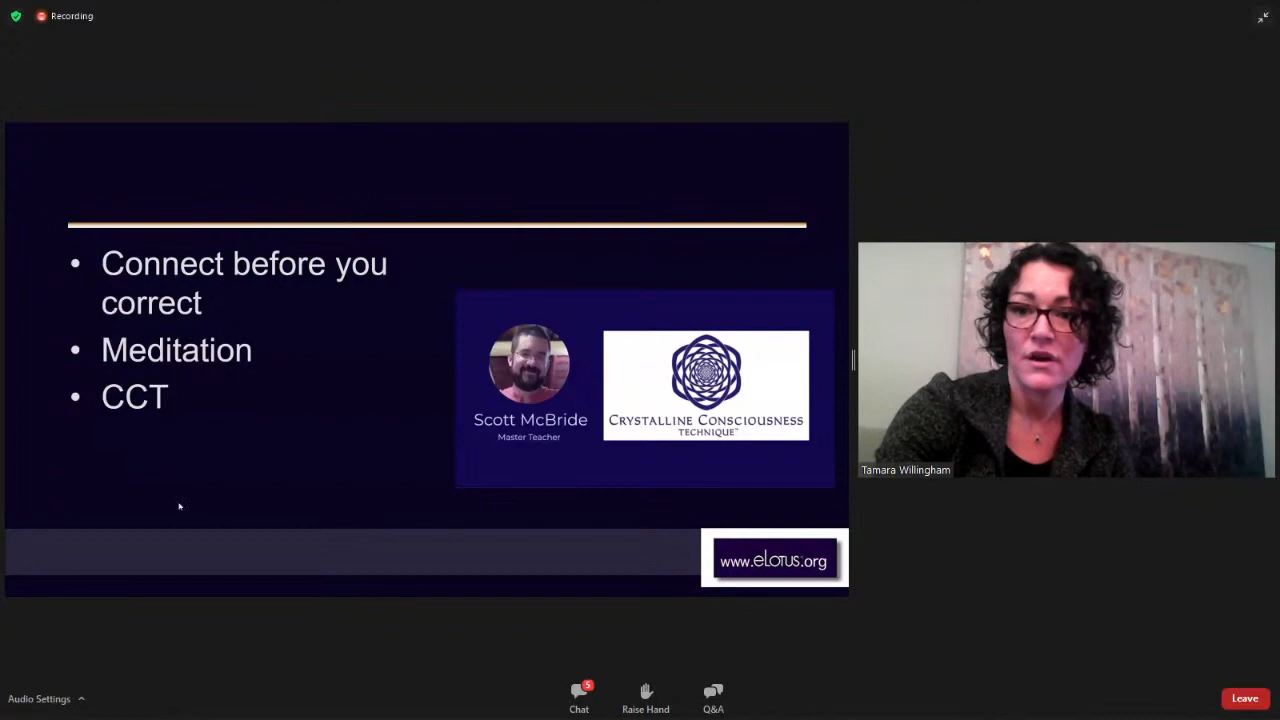 Recording
• Connect before you
correct
• Meditation
• CCT
Scott McBride
Master Teacher
CRYSTALLINE CONSCIOUSNESS
TECHNIQUE™
www.eLotus.org
Tamara Willingham
Audio Settings
5
Chat
Raise Hand
Q&A
Leave